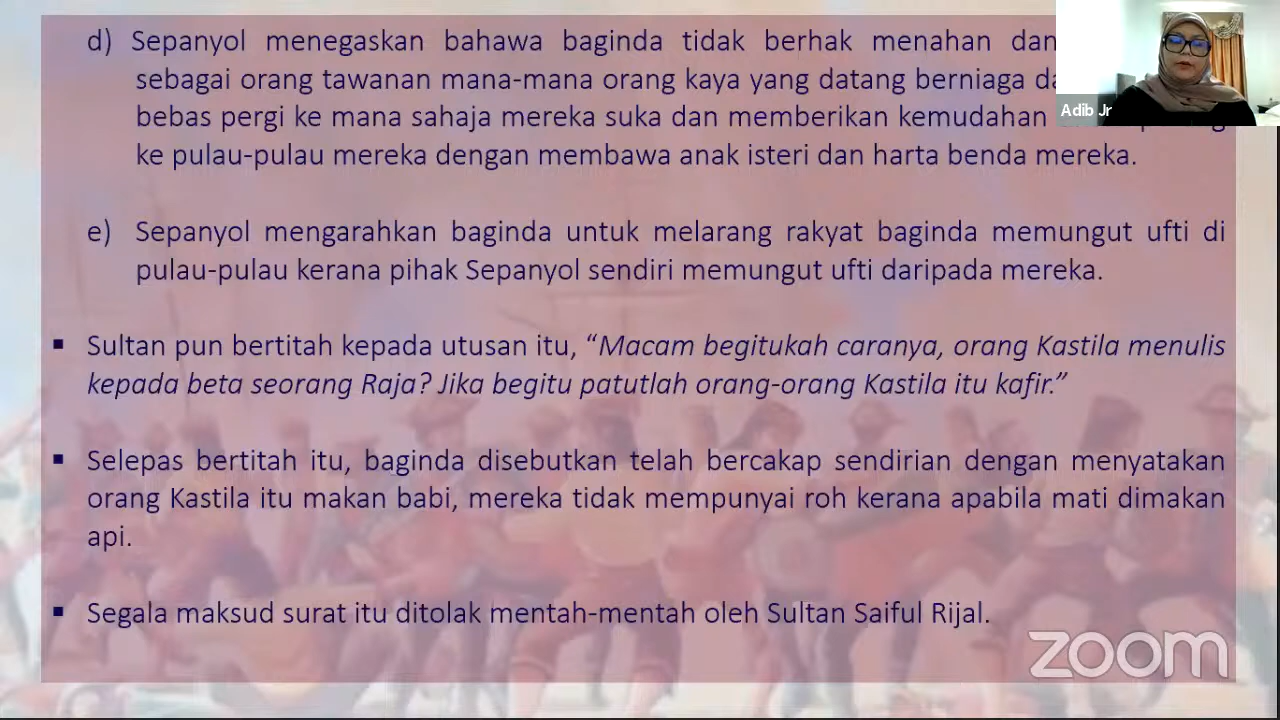 d) Sepanyol menegaskan bahawa baginda tidak berhak menahan dan
sebagai orang tawanan mana-mana orang kaya yang datang berniaga
bebas pergi ke mana sahaja mereka suka dan memberikan kemudahan
ke pulau-pulau mereka dengan membawa anak isteri dan harta benda mereka.
e) Sepanyol mengarahkan baginda untuk melarang rakyat baginda memungut ufti di
pulau-pulau kerana pihak Sepanyol sendiri memungut ufti daripada mereka.
▪ Sultan pun bertitah kepada utusan itu, “Macam begitukah caranya, orang Kastila menulis
kepada beta seorang Raja? Jika begitu patutlah orang-orang Kastila itu kafir.”
▪ Selepas bertitah itu, baginda disebutkan telah bercakap sendirian dengan menyatakan
orang Kastila itu makan babi, mereka tidak mempunyai roh kerana apabila mati dimakan
api.
▪ Segala maksud surat itu ditolak mentah-mentah oleh Sultan Saiful Rijal.
Adib Jr
zoom